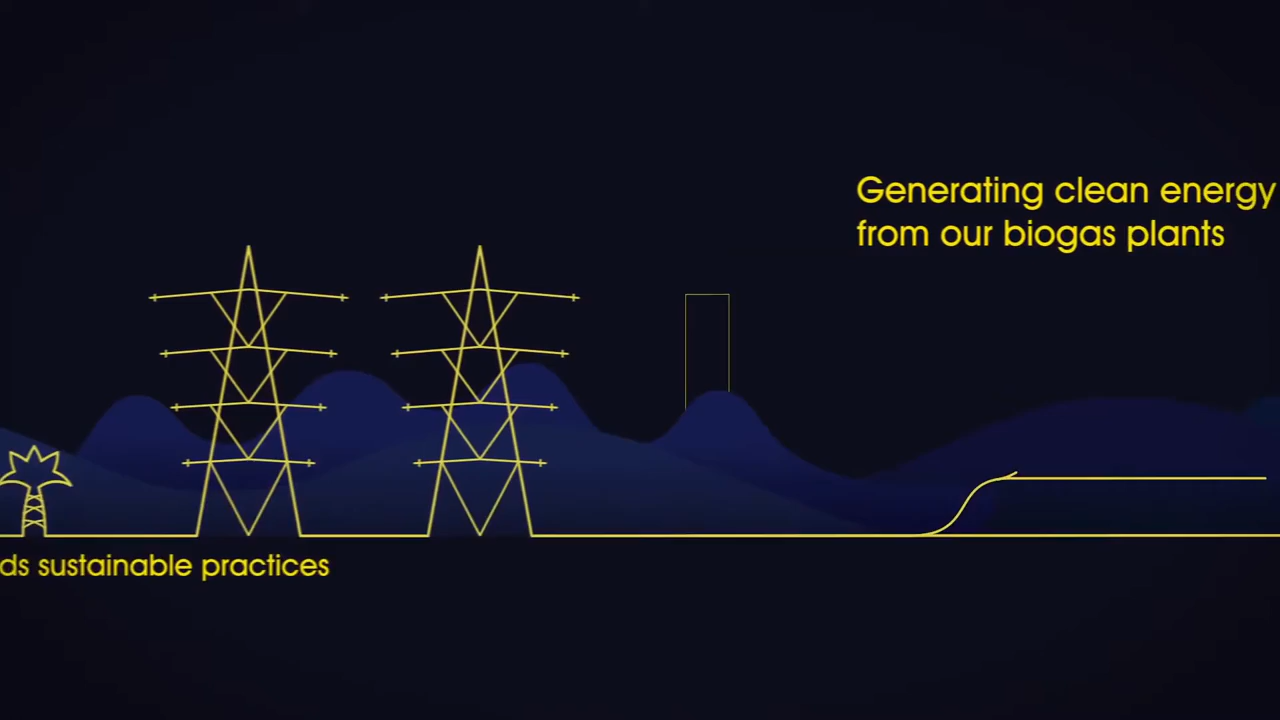 Generating clean energy
from our biogas plants
ds sustainable practices